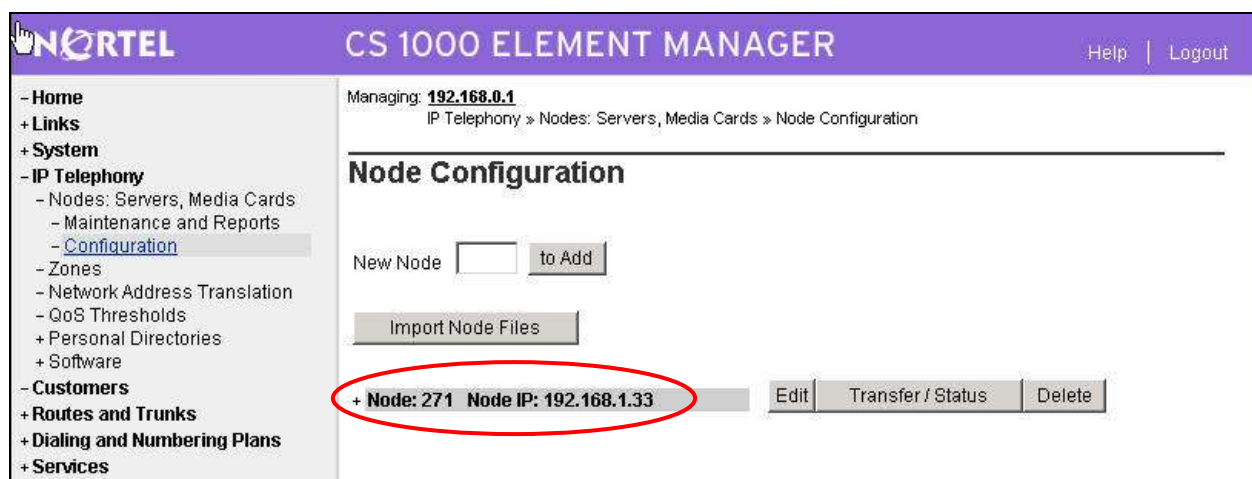 NORTEL
CS 1000 ELEMENT MANAGER
Help | Logout
- Home
+ Links
+ System
- IP Telephony
- Nodes: Servers, Media Cards
- Maintenance and Reports
- Configuration
- Zones
- Network Address Translation
- QoS Thresholds
+ Personal Directories
+ Software
- Customers
+ Routes and Trunks
+ Dialing and Numbering Plans
+ Services
Managing: 192.168.0.1
IP Telephony » Nodes: Servers, Media Cards » Node Configuration
Node Configuration
New Node to Add
Import Node Files
+ Node: 271 Node IP: 192.168.1.33 Edit Transfer / Status Delete